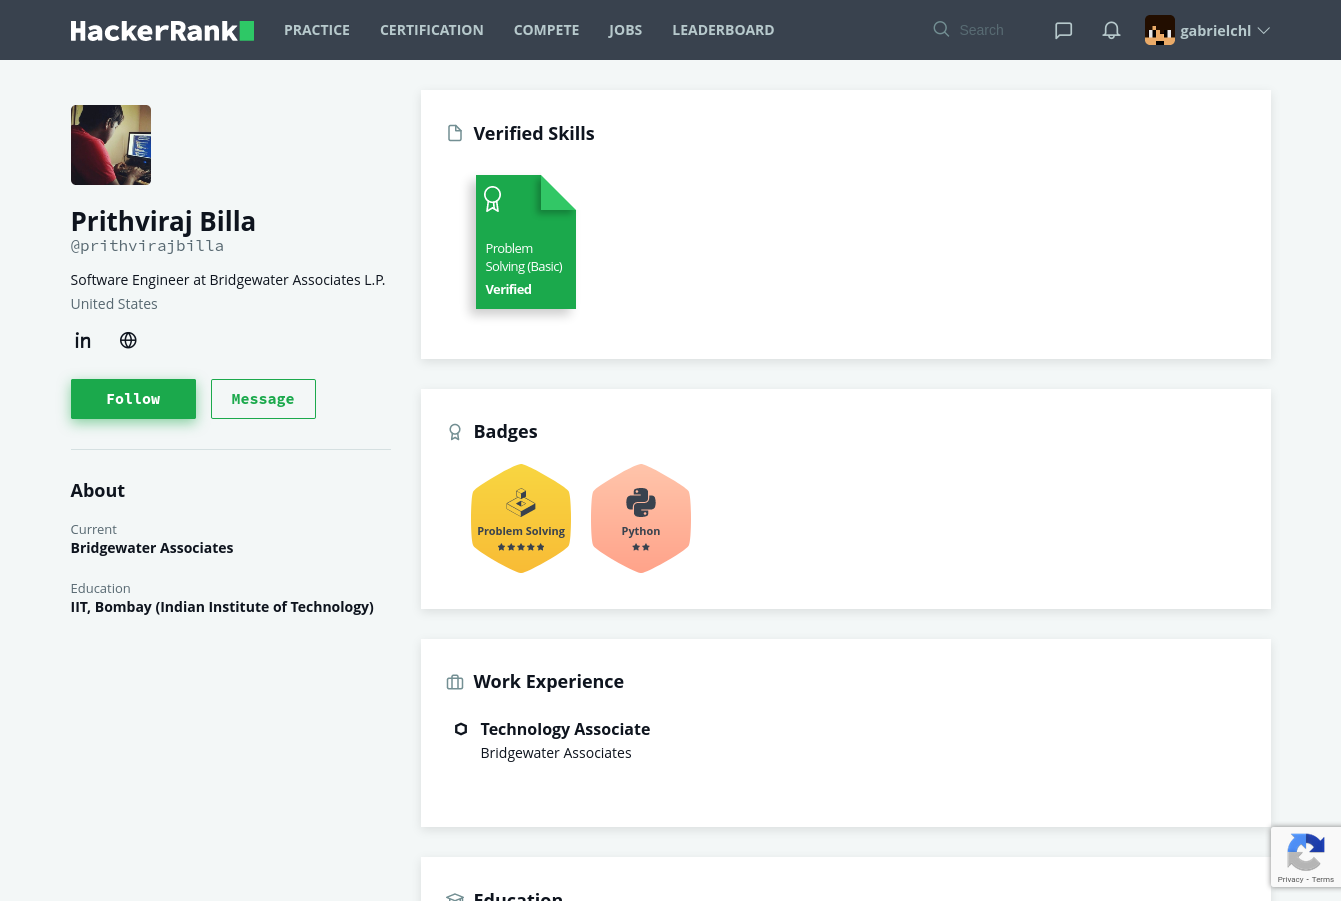 HackerRank
PRACTICE CERTIFICATION COMPETE JOBS LEADERBOARD Search gabrielchl
Prithviraj Billa
@prithvirajbilla
Software Engineer at Bridgewater Associates L.P.
United States
in
Follow Message
About
Current
Bridgewater Associates
Education
IIT, Bombay (Indian Institute of Technology)
Verified Skills
Problem
Solving (Basic)
Verified
Badges
Problem Solving
Python
Work Experience
Technology Associate
Bridgewater Associates
Education
Privacy - Terms